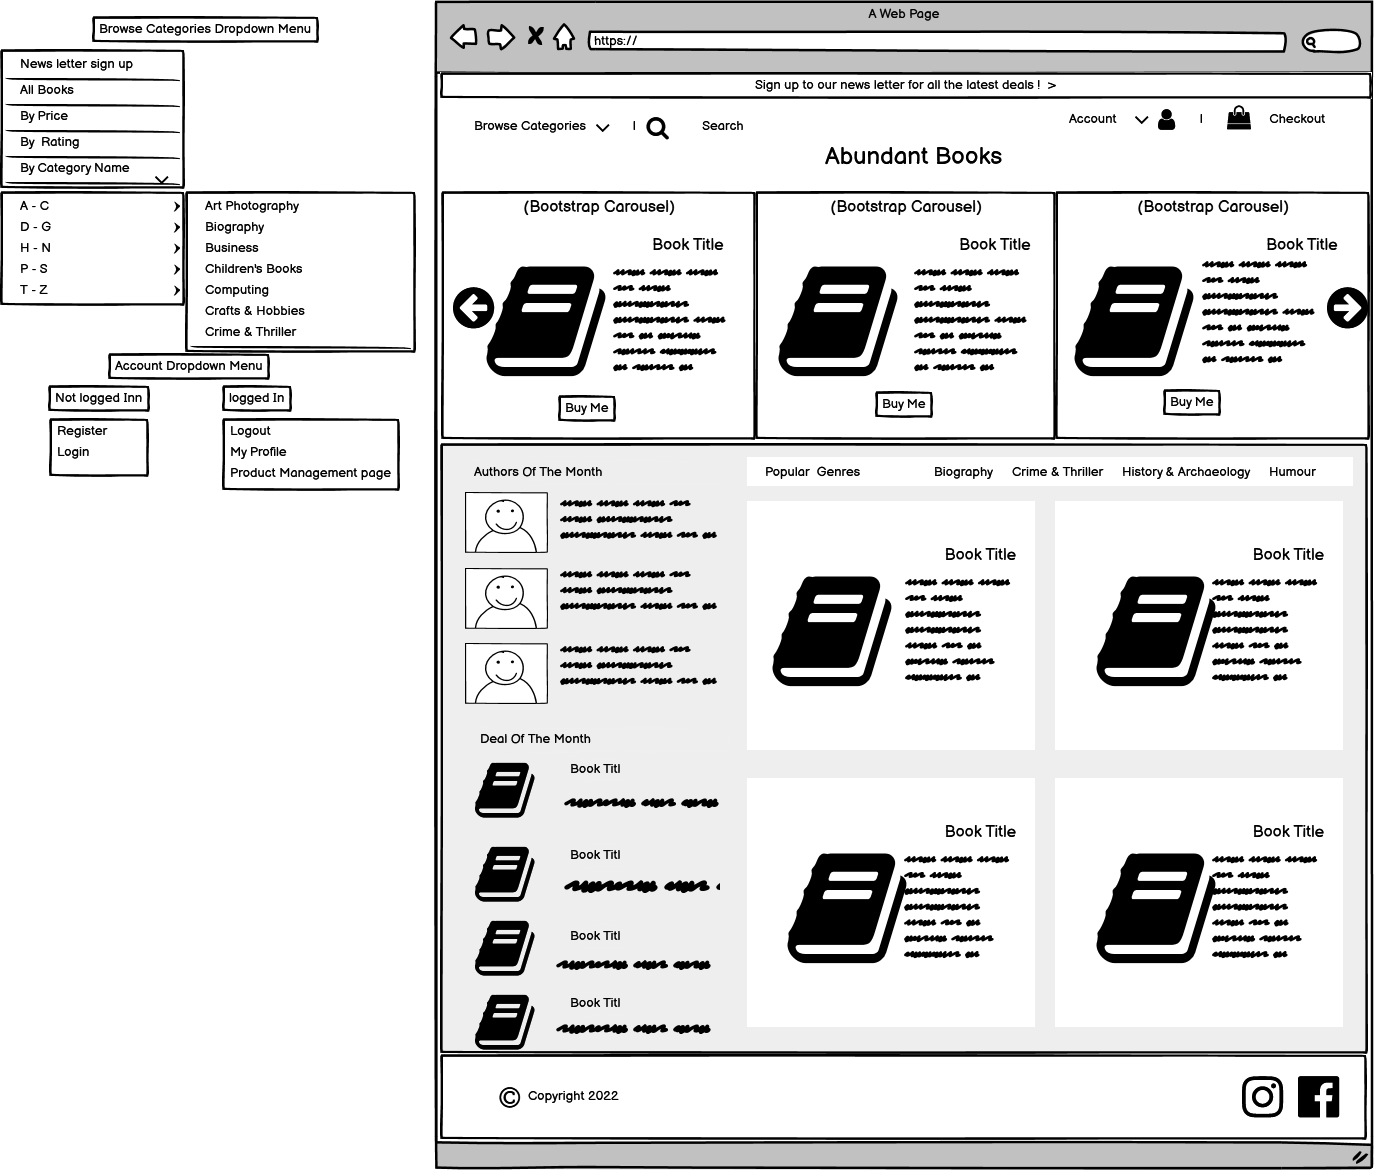 Browse Categories Dropdown Menu
News letter sign up
All Books
By Price
By Rating
By Category Name
A - C
D - G
H - N
P - S
T - Z
Art Photography
Biography
Business
Children's Books
Computing
Crafts & Hobbies
Crime & Thriller
Account Dropdown Menu
Not logged Inn
logged In
Register
Login
Logout
My Profile
Product Management page
A Web Page
https://
Sign up to our news letter for all the latest deals ! >
Browse Categories | Search
Account | Checkout
Abundant Books
(Bootstrap Carousel)
Book Title
Buy Me
(Bootstrap Carousel)
Book Title
Buy Me
(Bootstrap Carousel)
Book Title
Buy Me
Authors Of The Month
Deal Of The Month
Book Titl
Book Titl
Book Titl
Book Titl
Popular Genres Biography Crime & Thriller History & Archaeology Humour
Book Title
Book Title
Book Title
Book Title
© Copyright 2022